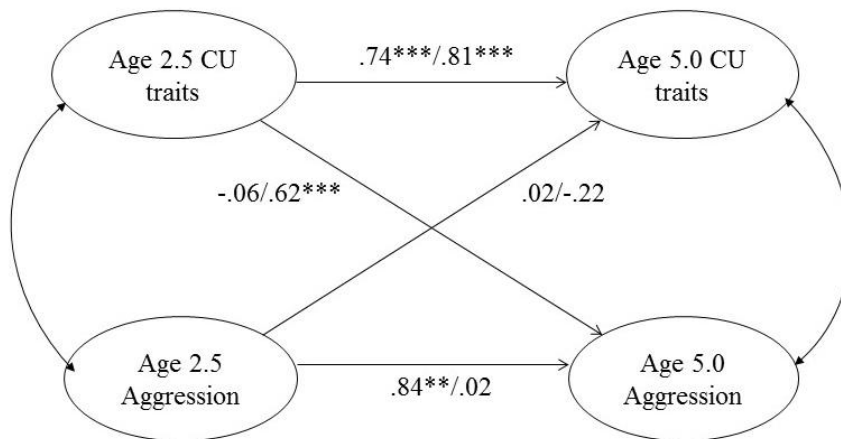 Age 2.5 CU
traits
.74***/.81***
Age 5.0 CU
traits
-.06/.62***
.02/-.22
Age 2.5
Aggression
.84**/.02
Age 5.0
Aggression